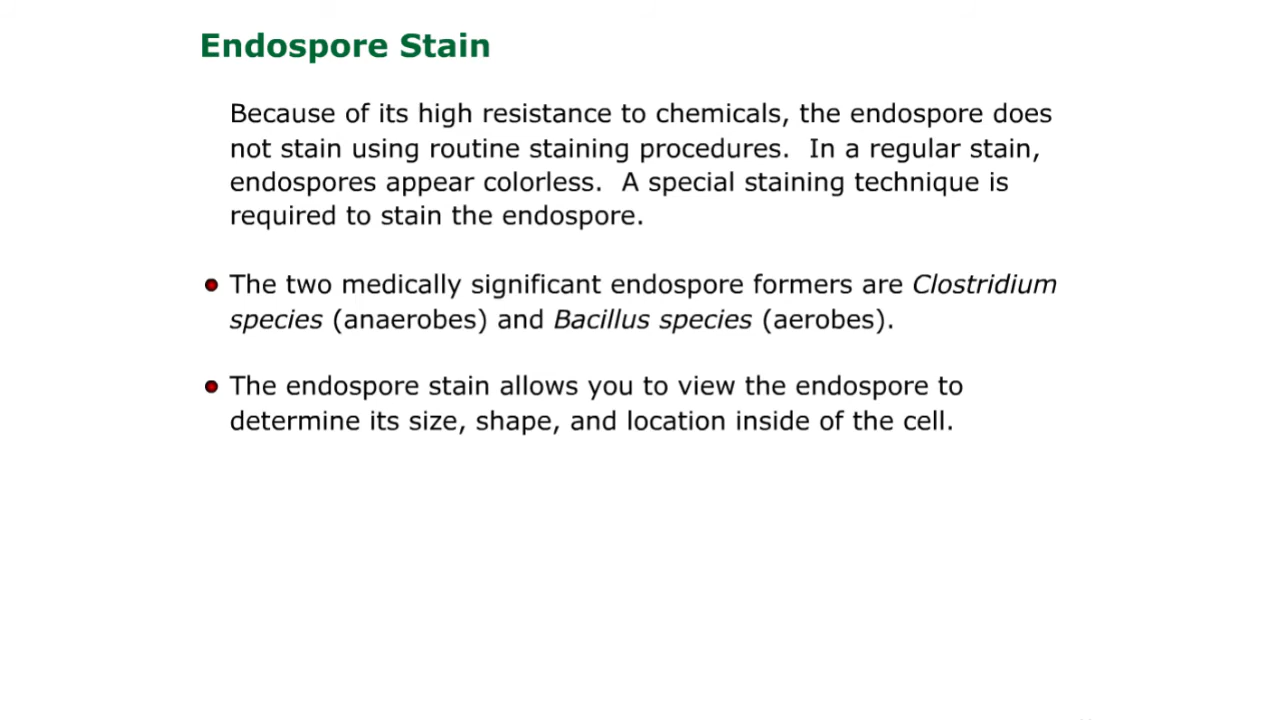 Endospore Stain
Because of its high resistance to chemicals, the endospore does
not stain using routine staining procedures.  In a regular stain,
endospores appear colorless.  A special staining technique is
required to stain the endospore.
The two medically significant endospore formers are Clostridium
species (anaerobes) and Bacillus species (aerobes).
The endospore stain allows you to view the endospore to
determine its size, shape, and location inside of the cell.